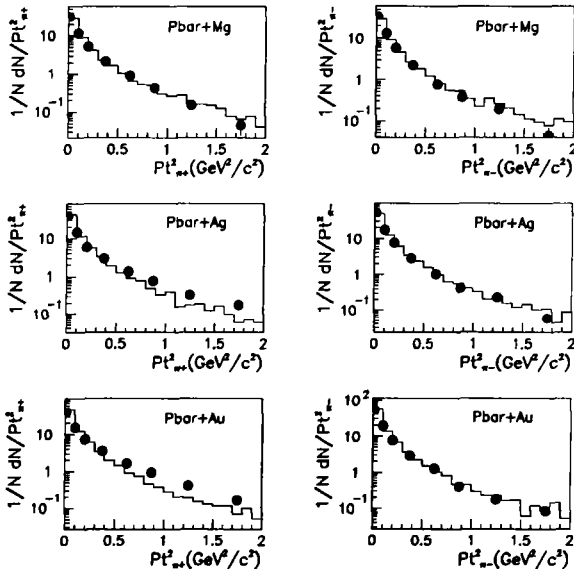 1/N dN/Pt²π+
Pbar+Mg
10
1
10⁻¹
0 0.5 1 1.5 2
Pt²π+(GeV²/c²)
1/N dN/Pt²π-
Pbar+Mg
10
1
10⁻¹
0 0.5 1 1.5 2
Pt²π-(GeV²/c²)
1/N dN/Pt²π+
Pbar+Ag
10
1
10⁻¹
0 0.5 1 1.5 2
Pt²π+(GeV²/c²)
1/N dN/Pt²π-
Pbar+Ag
10
1
10⁻¹
0 0.5 1 1.5 2
Pt²π-(GeV²/c²)
1/N dN/Pt²π+
Pbar+Au
10
1
10⁻¹
0 0.5 1 1.5 2
Pt²π+(GeV²/c²)
1/N dN/Pt²π-
Pbar+Au
10²
10
1
10⁻¹
0 0.5 1 1.5 2
Pt²π-(GeV²/c²)